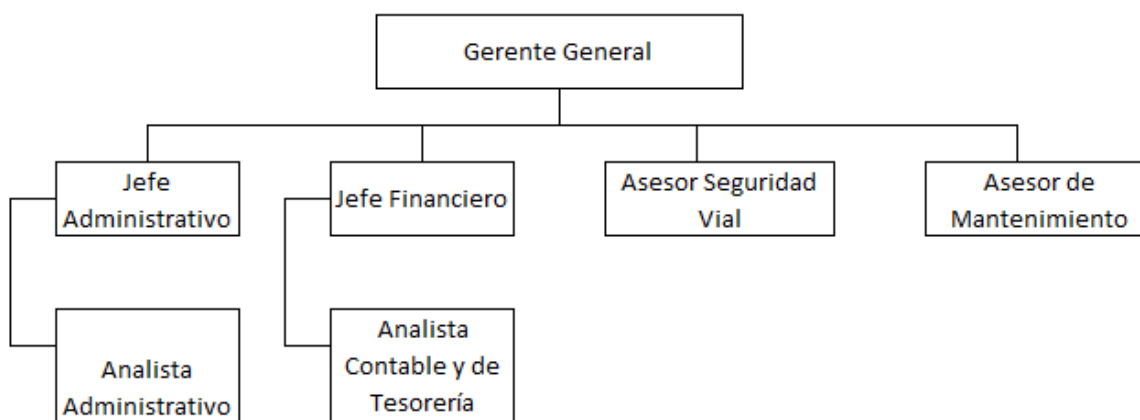 Gerente General
Jefe
Administrativo
Jefe Financiero
Asesor Seguridad
Vial
Asesor de
Mantenimiento
Analista
Administrativo
Analista
Contable y de
Tesorería